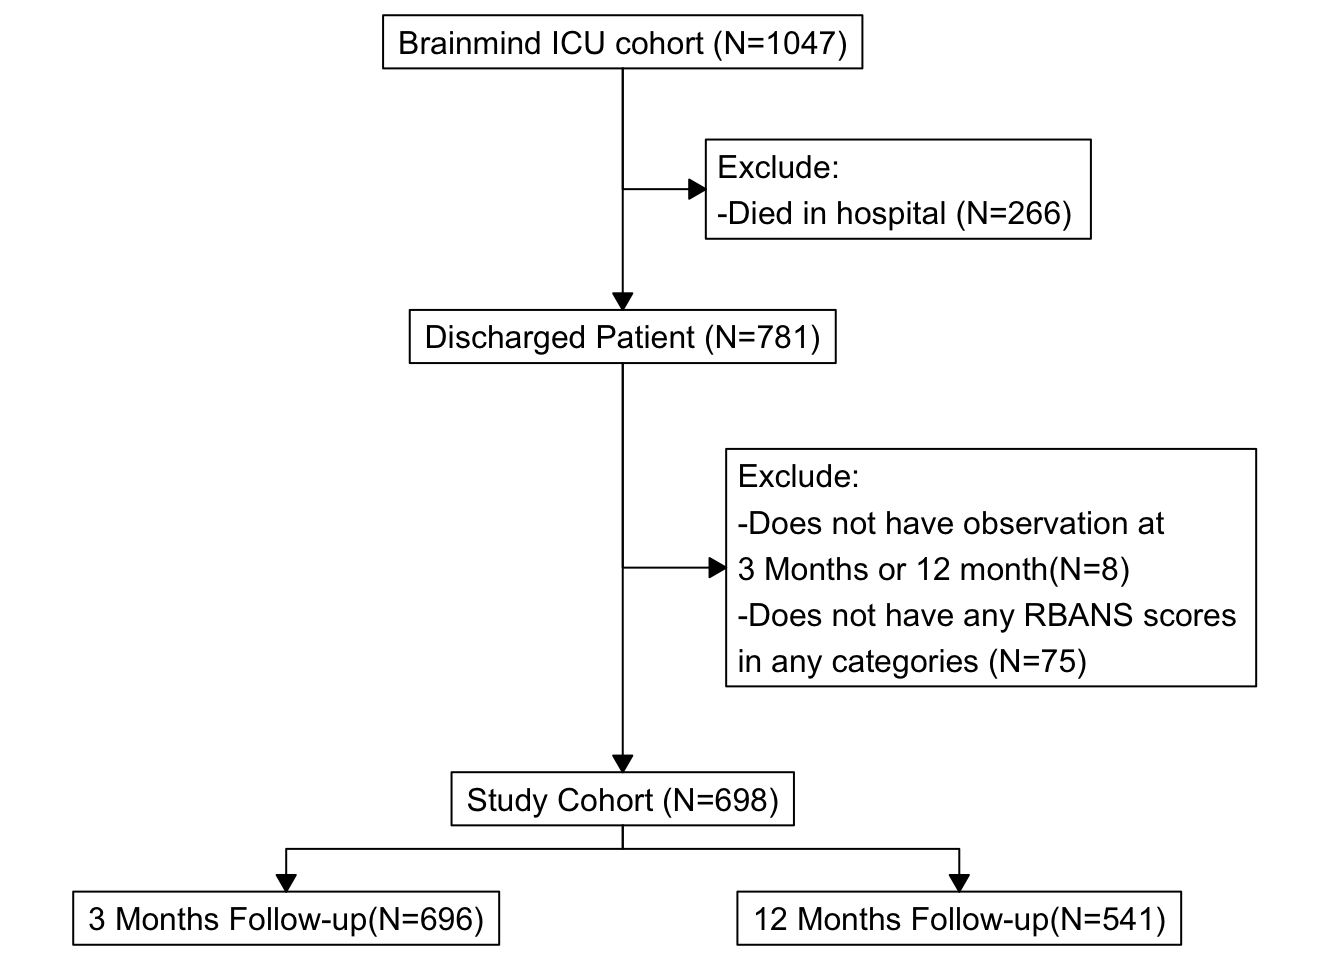 Brainmind ICU cohort (N=1047)
Exclude:
-Died in hospital (N=266)
Discharged Patient (N=781)
Exclude:
-Does not have observation at
3 Months or 12 month(N=8)
-Does not have any RBANS scores
in any categories (N=75)
Study Cohort (N=698)
3 Months Follow-up(N=696)
12 Months Follow-up(N=541)